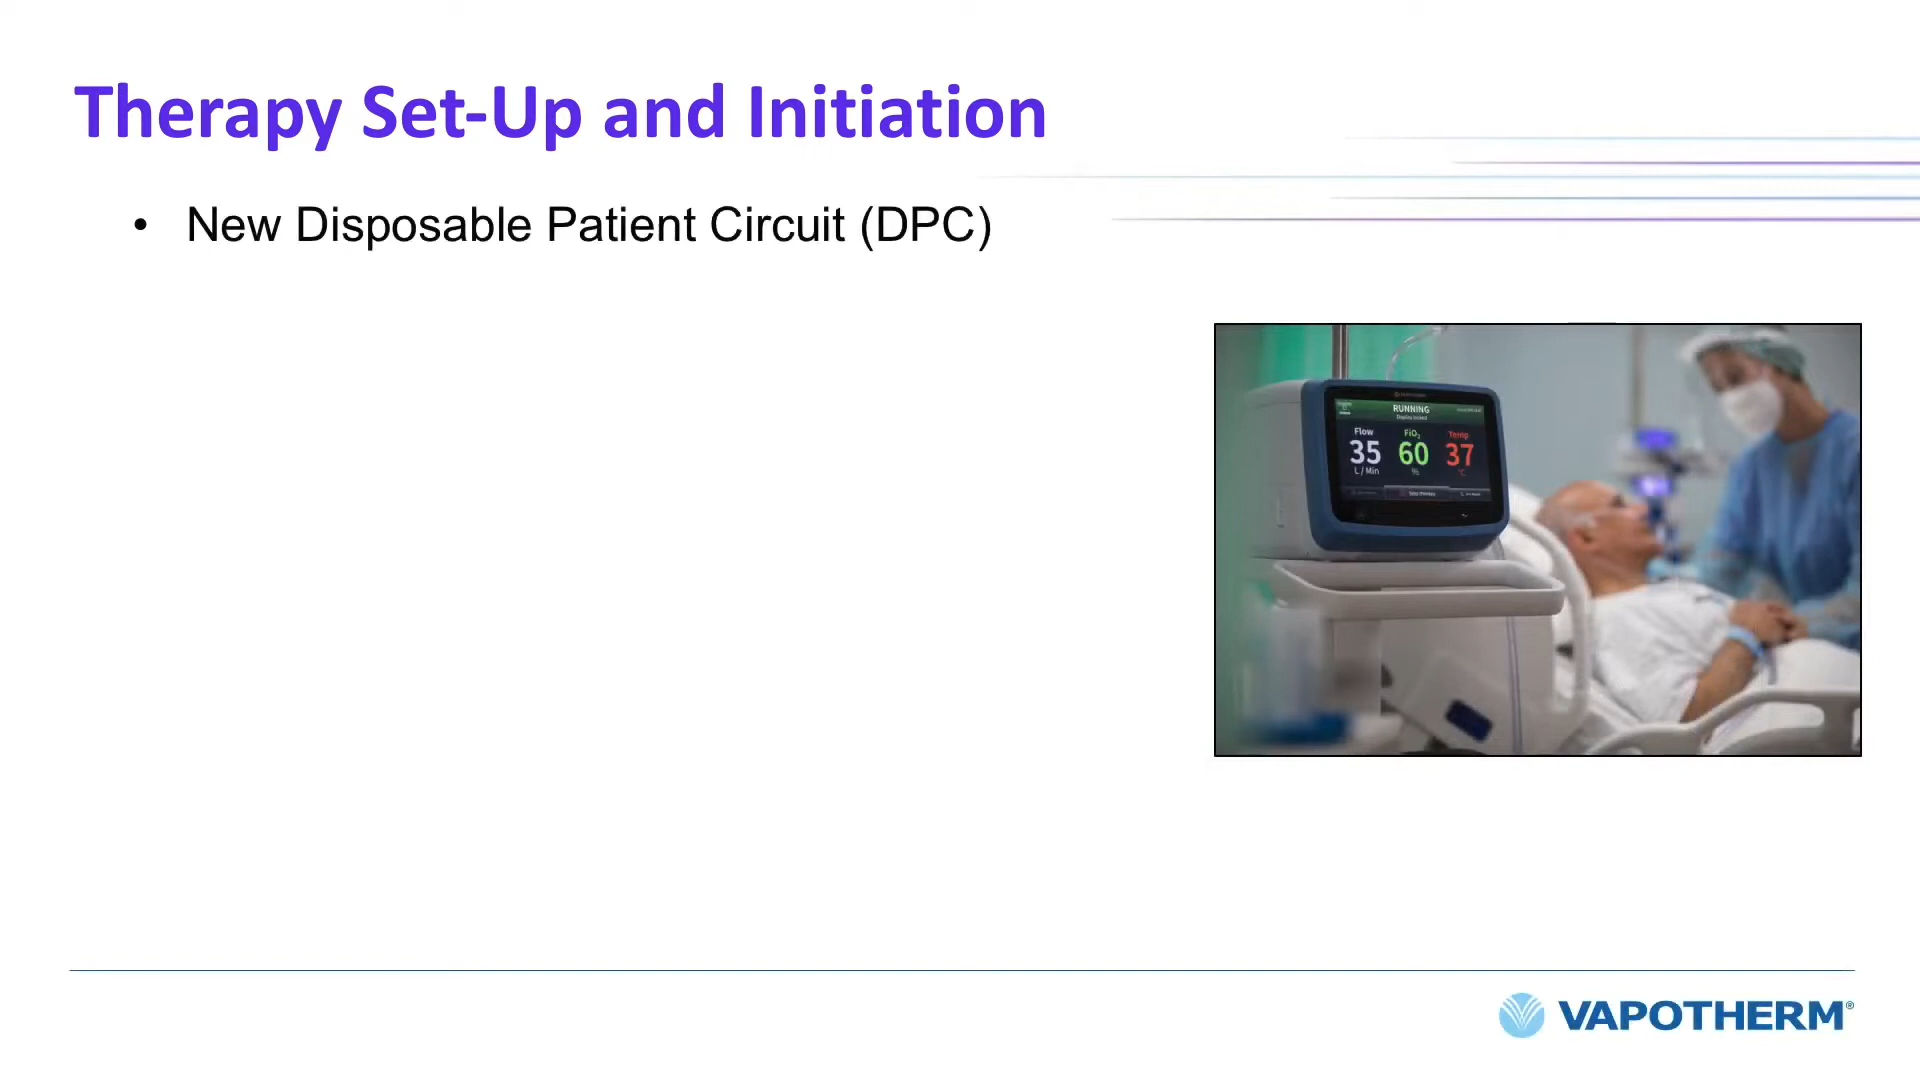 Therapy Set-Up and Initiation
• New Disposable Patient Circuit (DPC)
RUNNING
Flow FiO₂ Temp
35 60 37
L / Min % °C
VAPOTHERM®